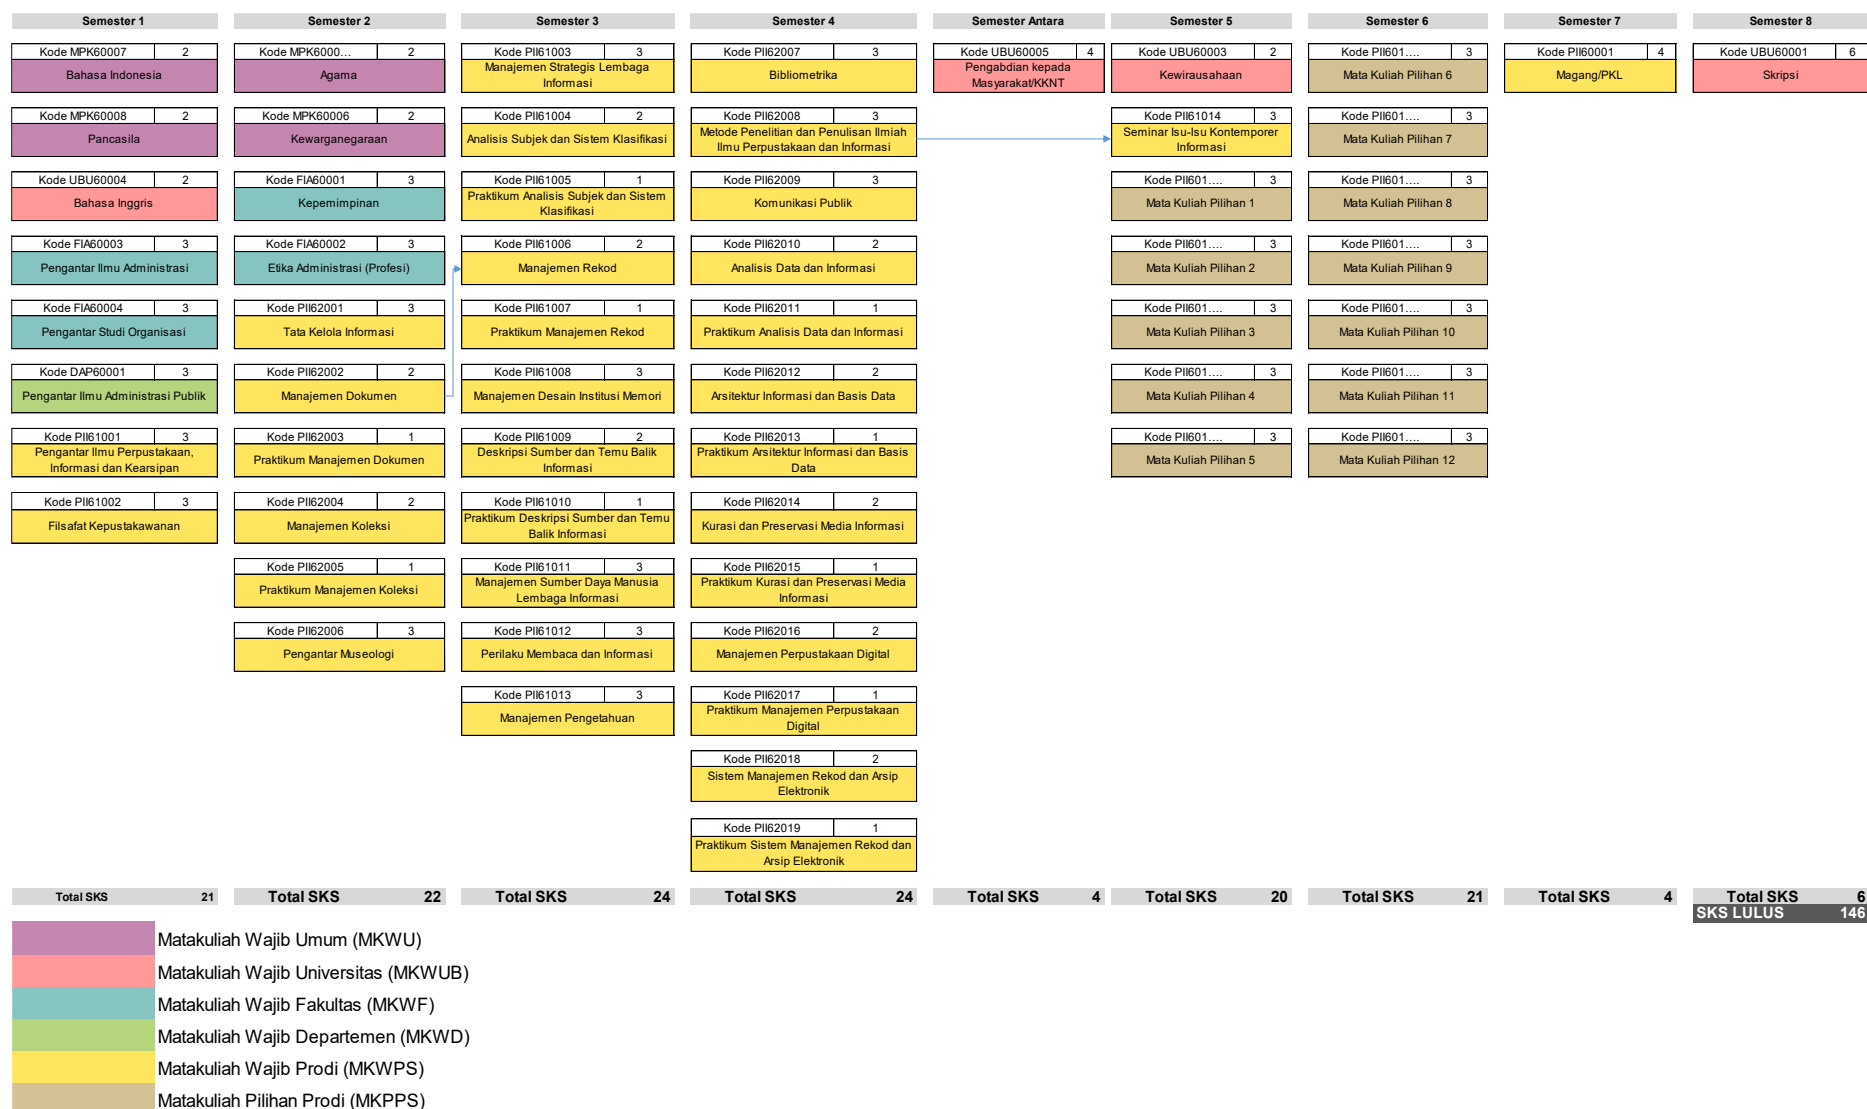 Semester 1
Kode MPK60007 2
Bahasa Indonesia
Kode MPK60008 2
Pancasila
Kode UBU60004 2
Bahasa Inggris
Kode FIA60003 3
Pengantar Ilmu Administrasi
Kode FIA60004 3
Pengantar Studi Organisasi
Kode DAP60001 3
Pengantar Ilmu Administrasi Publik
Kode PII61001 3
Pengantar Ilmu Perpustakaan,
Informasi dan Kearsipan
Kode PII61002 3
Filsafat Kepustakawanan
Total SKS 21
Semester 2
Kode MPK6000... 2
Agama
Kode MPK60006 2
Kewarganegaraan
Kode FIA60001 3
Kepemimpinan
Kode FIA60002 3
Etika Administrasi (Profesi)
Kode PII62001 3
Tata Kelola Informasi
Kode PII62002 2
Manajemen Dokumen
Kode PII62003 1
Praktikum Manajemen Dokumen
Kode PII62004 2
Manajemen Koleksi
Kode PII62005 1
Praktikum Manajemen Koleksi
Kode PII62006 3
Pengantar Museologi
Total SKS 22
Semester 3
Kode PII61003 3
Manajemen Strategis Lembaga
Informasi
Kode PII61004 2
Analisis Subjek dan Sistem Klasifikasi
Kode PII61005 1
Praktikum Analisis Subjek dan Sistem
Klasifikasi
Kode PII61006 2
Manajemen Rekod
Kode PII61007 1
Praktikum Manajemen Rekod
Kode PII61008 3
Manajemen Desain Institusi Memori
Kode PII61009 2
Deskripsi Sumber dan Temu Balik
Informasi
Kode PII61010 1
Praktikum Deskripsi Sumber dan Temu
Balik Informasi
Kode PII61011 3
Manajemen Sumber Daya Manusia
Lembaga Informasi
Kode PII61012 3
Perilaku Membaca dan Informasi
Kode PII61013 3
Manajemen Pengetahuan
Total SKS 24
Semester 4
Kode PII62007 3
Bibliometrika
Kode PII62008 3
Metode Penelitian dan Penulisan Ilmiah
Ilmu Perpustakaan dan Informasi
Kode PII62009 3
Komunikasi Publik
Kode PII62010 2
Analisis Data dan Informasi
Kode PII62011 1
Praktikum Analisis Data dan Informasi
Kode PII62012 2
Arsitektur Informasi dan Basis Data
Kode PII62013 1
Praktikum Arsitektur Informasi dan Basis
Data
Kode PII62014 2
Kurasi dan Preservasi Media Informasi
Kode PII62015 1
Praktikum Kurasi dan Preservasi Media
Informasi
Kode PII62016 2
Manajemen Perpustakaan Digital
Kode PII62017 1
Praktikum Manajemen Perpustakaan
Digital
Kode PII62018 2
Sistem Manajemen Rekod dan Arsip
Elektronik
Kode PII62019 1
Praktikum Sistem Manajemen Rekod dan
Arsip Elektronik
Total SKS 24
Semester Antara
Kode UBU60005 4
Pengabdian kepada
Masyarakat/KKNT
Total SKS 4
Semester 5
Kode UBU60003 2
Kewirausahaan
Kode PII61014 3
Seminar Isu-Isu Kontemporer
Informasi
Kode PII601.... 3
Mata Kuliah Pilihan 1
Kode PII601.... 3
Mata Kuliah Pilihan 2
Kode PII601.... 3
Mata Kuliah Pilihan 3
Kode PII601.... 3
Mata Kuliah Pilihan 4
Kode PII601.... 3
Mata Kuliah Pilihan 5
Total SKS 20
Semester 6
Kode PII601.... 3
Mata Kuliah Pilihan 6
Kode PII601.... 3
Mata Kuliah Pilihan 7
Kode PII601.... 3
Mata Kuliah Pilihan 8
Kode PII601.... 3
Mata Kuliah Pilihan 9
Kode PII601.... 3
Mata Kuliah Pilihan 10
Kode PII601.... 3
Mata Kuliah Pilihan 11
Kode PII601.... 3
Mata Kuliah Pilihan 12
Total SKS 21
Semester 7
Kode PII60001 4
Magang/PKL
Total SKS 4
Semester 8
Kode UBU60001 6
Skripsi
Total SKS 6
SKS LULUS 146
Matakuliah Wajib Umum (MKWU)
Matakuliah Wajib Universitas (MKWUB)
Matakuliah Wajib Fakultas (MKWF)
Matakuliah Wajib Departemen (MKWD)
Matakuliah Wajib Prodi (MKWPS)
Matakuliah Pilihan Prodi (MKPPS)